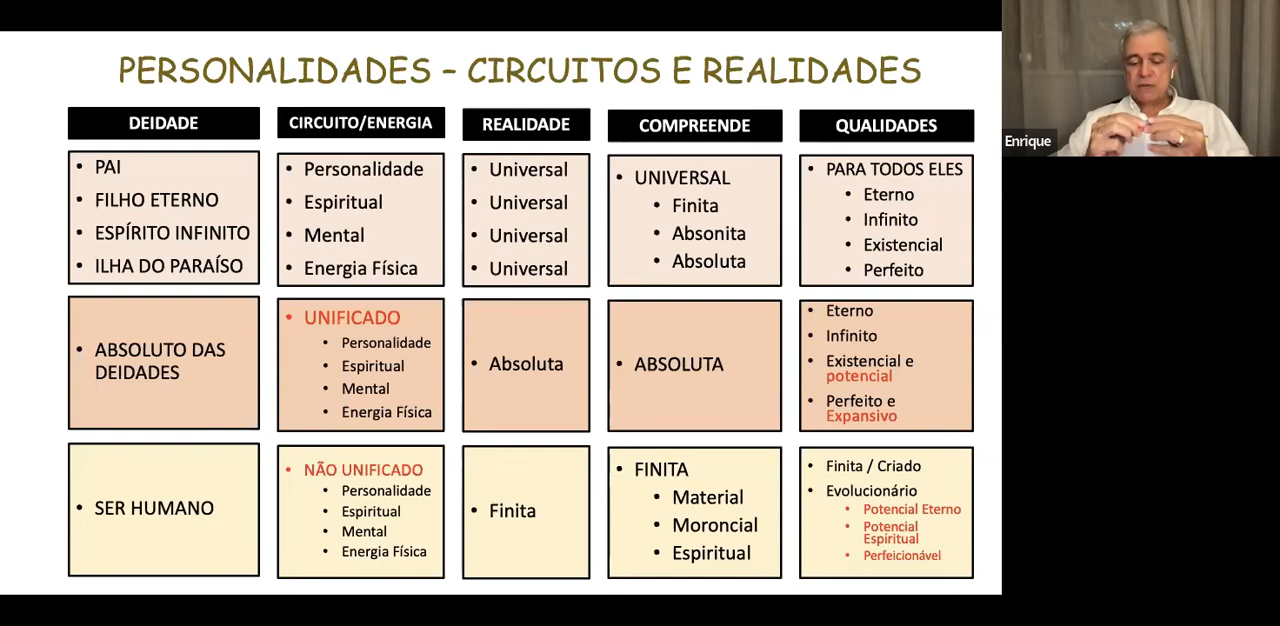 PERSONALIDADES – CIRCUITOS E REALIDADES
Enrique
DEIDADE
CIRCUITO/ENERGIA
REALIDADE
COMPREENDE
QUALIDADES
• PAI
• FILHO ETERNO
• ESPÍRITO INFINITO
• ILHA DO PARAÍSO
• Personalidade
• Espiritual
• Mental
• Energia Física
• Universal
• Universal
• Universal
• Universal
• UNIVERSAL
• Finita
• Absonita
• Absoluta
• PARA TODOS ELES
• Eterno
• Infinito
• Existencial
• Perfeito
• ABSOLUTO DAS
DEIDADES
• UNIFICADO
• Personalidade
• Espiritual
• Mental
• Energia Física
• Absoluta
• ABSOLUTA
• Eterno
• Infinito
• Existencial e
potencial
• Perfeito e
Expansivo
• SER HUMANO
• NÃO UNIFICADO
• Personalidade
• Espiritual
• Mental
• Energia Física
• Finita
• FINITA
• Material
• Moroncial
• Espiritual
• Finita / Criado
• Evolucionário
• Potencial Eterno
• Potencial
Espiritual
• Perfeicionável